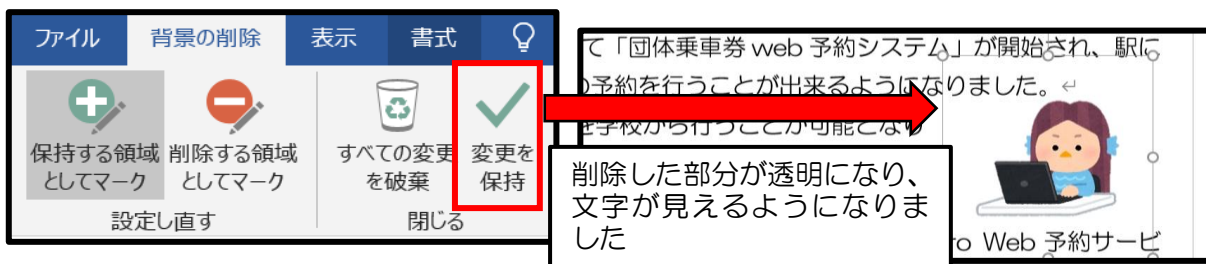 ファイル 背景の削除 表示 書式
保持する領域
としてマーク
削除する領域
としてマーク
すべての変更
を破棄
変更を
保持
設定し直す
閉じる
て「団体乗車券 web 予約システム」が開始され、駅に
予約を行うことが出来るようになりました。↵
を学校から行うことが可能となり
削除した部分が透明になり、
文字が見えるようになりま
した
ro Web 予約サービ